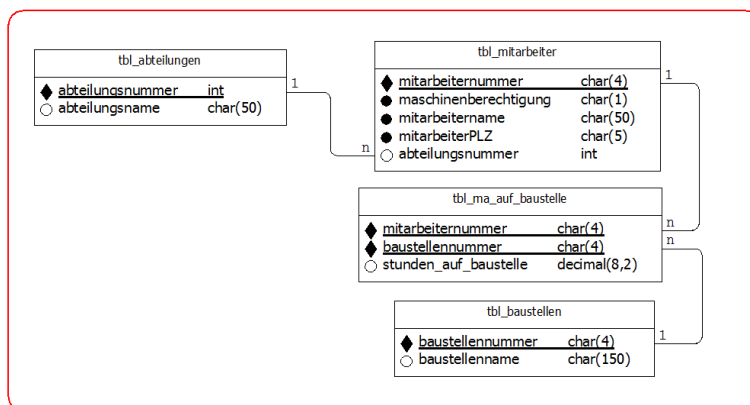 tbl_abteilungen
abteilungsnummer int
abteilungsname char(50)
1
n
tbl_mitarbeiter
mitarbeiternummer char(4)
maschinenberechtigung char(1)
mitarbeitername char(50)
mitarbeiterPLZ char(5)
abteilungsnummer int
1
n
tbl_ma_auf_baustelle
mitarbeiternummer char(4)
baustellennummer char(4)
stunden_auf_baustelle decimal(8,2)
n
tbl_baustellen
baustellennummer char(4)
baustellenname char(150)
1